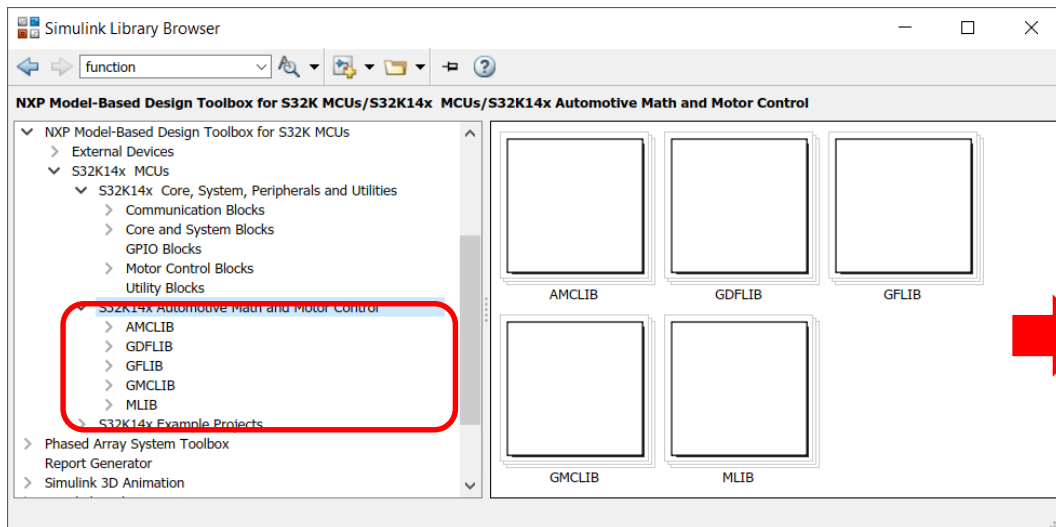 Simulink Library Browser
function
NXP Model-Based Design Toolbox for S32K MCUs/S32K14x  MCUs/S32K14x Automotive Math and Motor Control
NXP Model-Based Design Toolbox for S32K MCUs
External Devices
S32K14x  MCUs
S32K14x  Core, System, Peripherals and Utilities
Communication Blocks
Core and System Blocks
GPIO Blocks
Motor Control Blocks
Utility Blocks
S32K14x Automotive Math and Motor Control
AMCLIB
GDFLIB
GFLIB
GMCLIB
MLIB
S32K14x Example Projects
Phased Array System Toolbox
Report Generator
Simulink 3D Animation
AMCLIB
GDFLIB
GFLIB
GMCLIB
MLIB